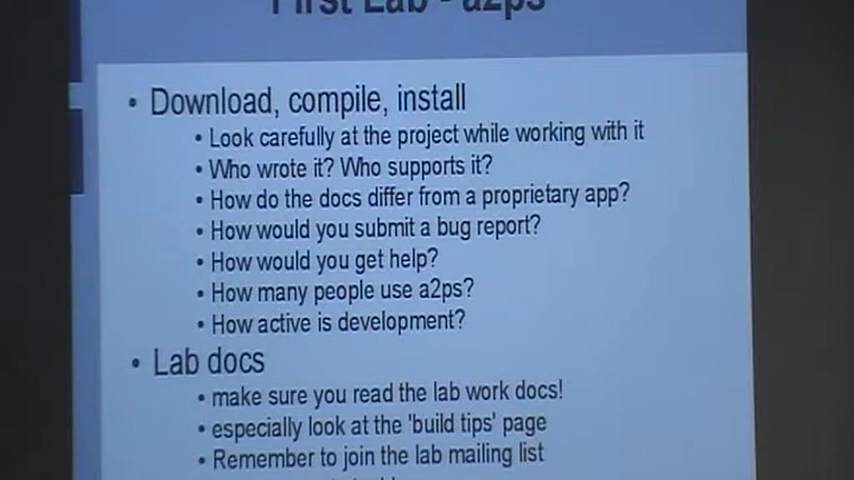 First Lab - a2ps
• Download, compile, install
• Look carefully at the project while working with it
• Who wrote it? Who supports it?
• How do the docs differ from a proprietary app?
• How would you submit a bug report?
• How would you get help?
• How many people use a2ps?
• How active is development?
• Lab docs
• make sure you read the lab work docs!
• especially look at the 'build tips' page
• Remember to join the lab mailing list